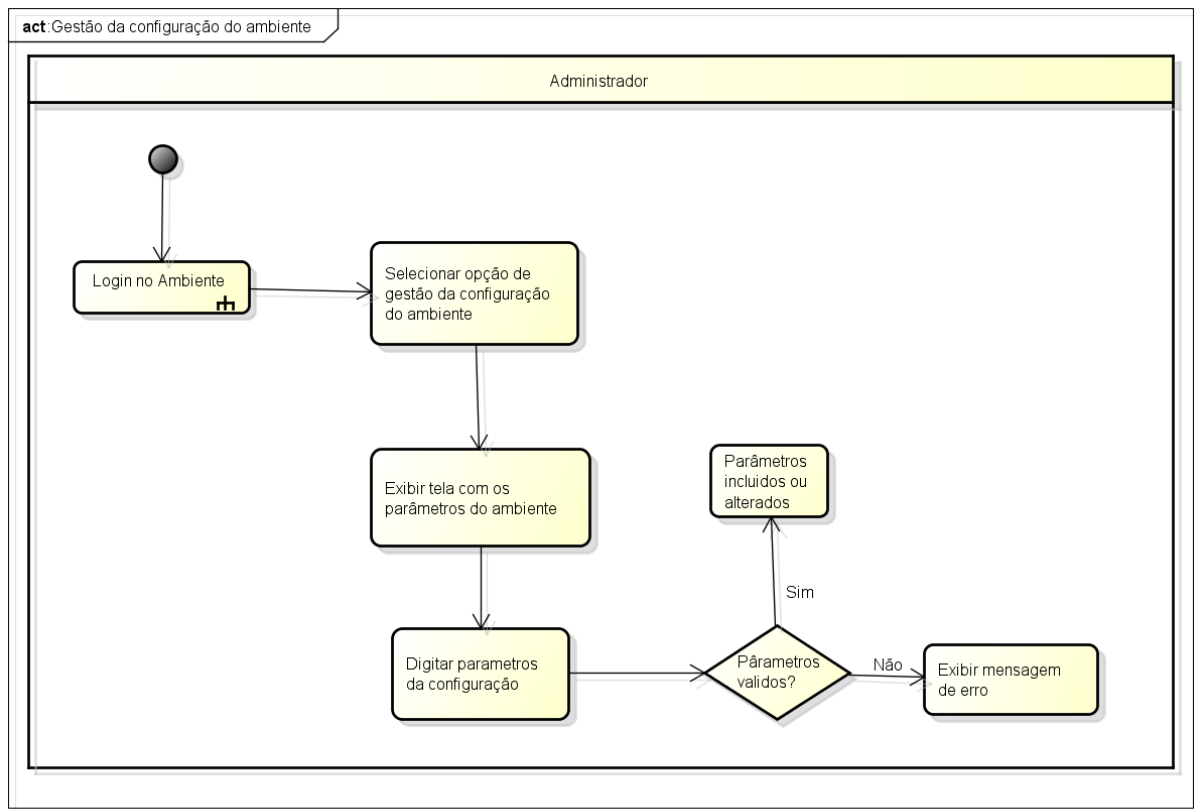 act:Gestão da configuração do ambiente
Administrador
Login no Ambiente
Selecionar opção de
gestão da configuração
do ambiente
Exibir tela com os
parâmetros do ambiente
Parâmetros
incluidos ou
alterados
Sim
Digitar parametros
da configuração
Pârametros
validos?
Não
Exibir mensagem
de erro